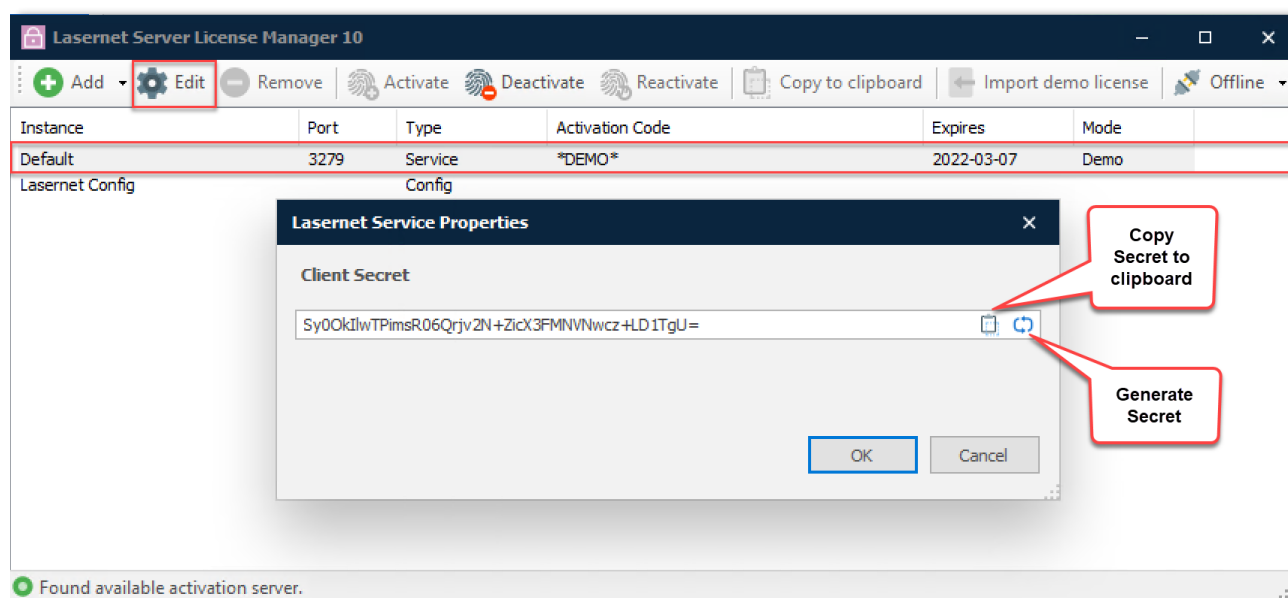 Lasernet Server License Manager 10
Add Edit Remove Activate Deactivate Reactivate Copy to clipboard Import demo license Offline
Instance Port Type Activation Code Expires Mode
Default 3279 Service *DEMO* 2022-03-07 Demo
Lasernet Config Config
Lasernet Service Properties
Copy
Secret to
clipboard
Client Secret
Sy0OkIlwTPimsR06Qrjv2N+ZicX3FMNVNwcz+LD1TgU=
Generate
Secret
OK Cancel
Found available activation server.